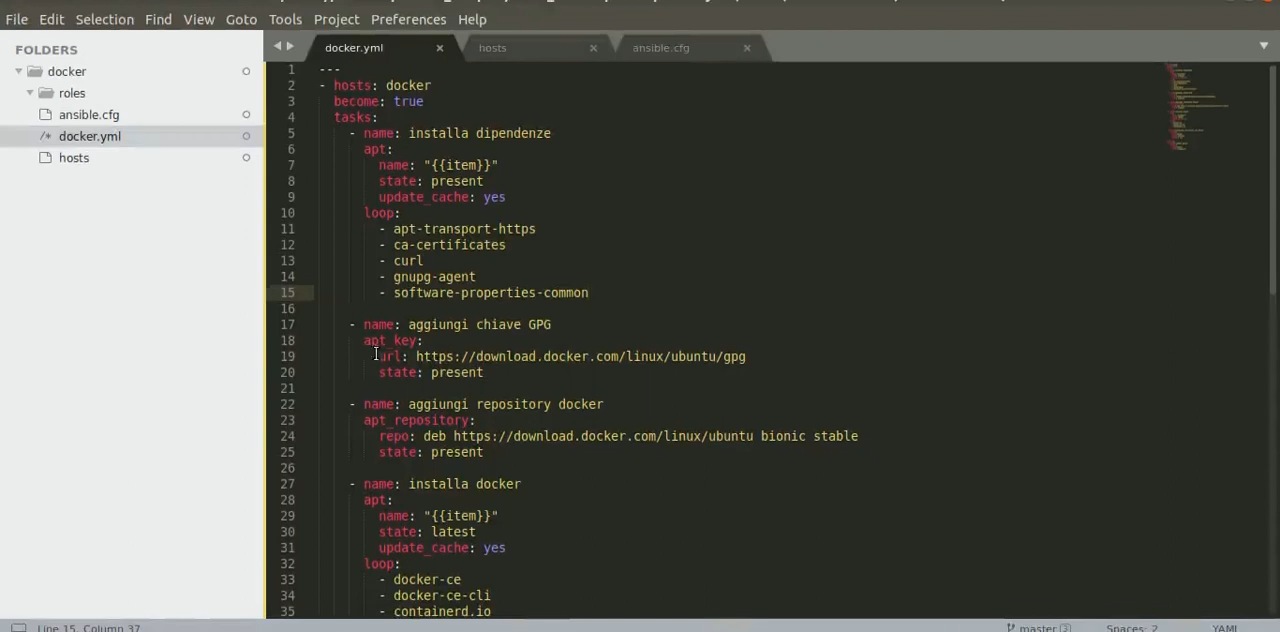 File Edit Selection Find View Goto Tools Project Preferences Help
FOLDERS
docker
roles
ansible.cfg
/* docker.yml
hosts
docker.yml × hosts × ansible.cfg ×
1 ---
2 - hosts: docker
3 become: true
4 tasks:
5 - name: installa dipendenze
6 apt:
7 name: "{{item}}"
8 state: present
9 update_cache: yes
10 loop:
11 - apt-transport-https
12 - ca-certificates
13 - curl
14 - gnupg-agent
15 - software-properties-common
16
17 - name: aggiungi chiave GPG
18 apt_key:
19 url: https://download.docker.com/linux/ubuntu/gpg
20 state: present
21
22 - name: aggiungi repository docker
23 apt_repository:
24 repo: deb https://download.docker.com/linux/ubuntu bionic stable
25 state: present
26
27 - name: installa docker
28 apt:
29 name: "{{item}}"
30 state: latest
31 update_cache: yes
32 loop:
33 - docker-ce
34 - docker-ce-cli
35 - containerd.io
Line 15, Column 37 master Spaces: 2 YAML